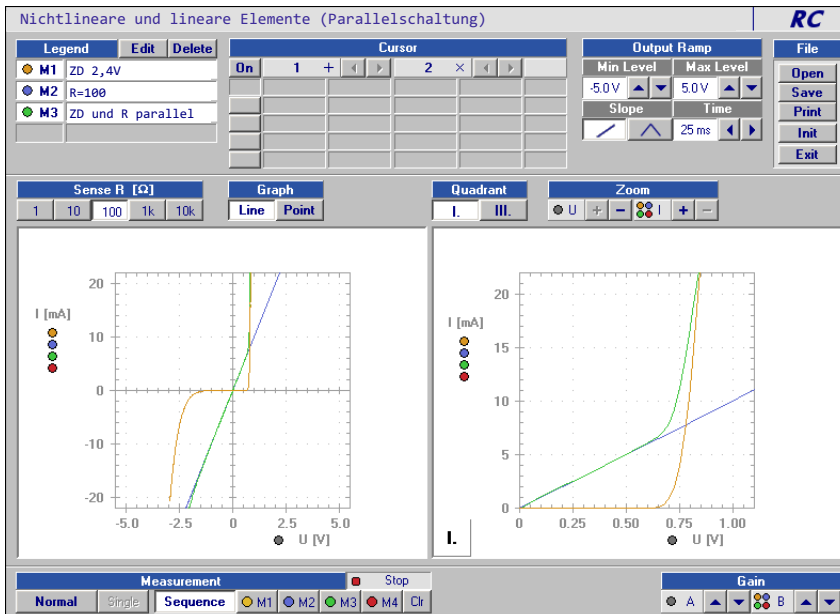 Nichtlineare und lineare Elemente (Parallelschaltung)
RC
Legend Edit Delete
M1 ZD 2,4V
M2 R=100
M3 ZD und R parallel
Cursor
On 1 + 2 ×
Output Ramp
Min Level Max Level
-5.0 V 5.0 V
Slope Time
25 ms
File
Open
Save
Print
Init
Exit
Sense R [Ω]
1 10 100 1k 10k
Graph
Line Point
Quadrant
I. III.
Zoom
U + − I + −
I [mA]
20
10
0
-10
-20
-5.0 -2.5 0 2.5 5.0
U [V]
I [mA]
20
15
10
5
0
0 0.25 0.50 0.75 1.00
U [V]
I.
Measurement
Stop
Normal Single Sequence M1 M2 M3 M4 Clr
Gain
A B